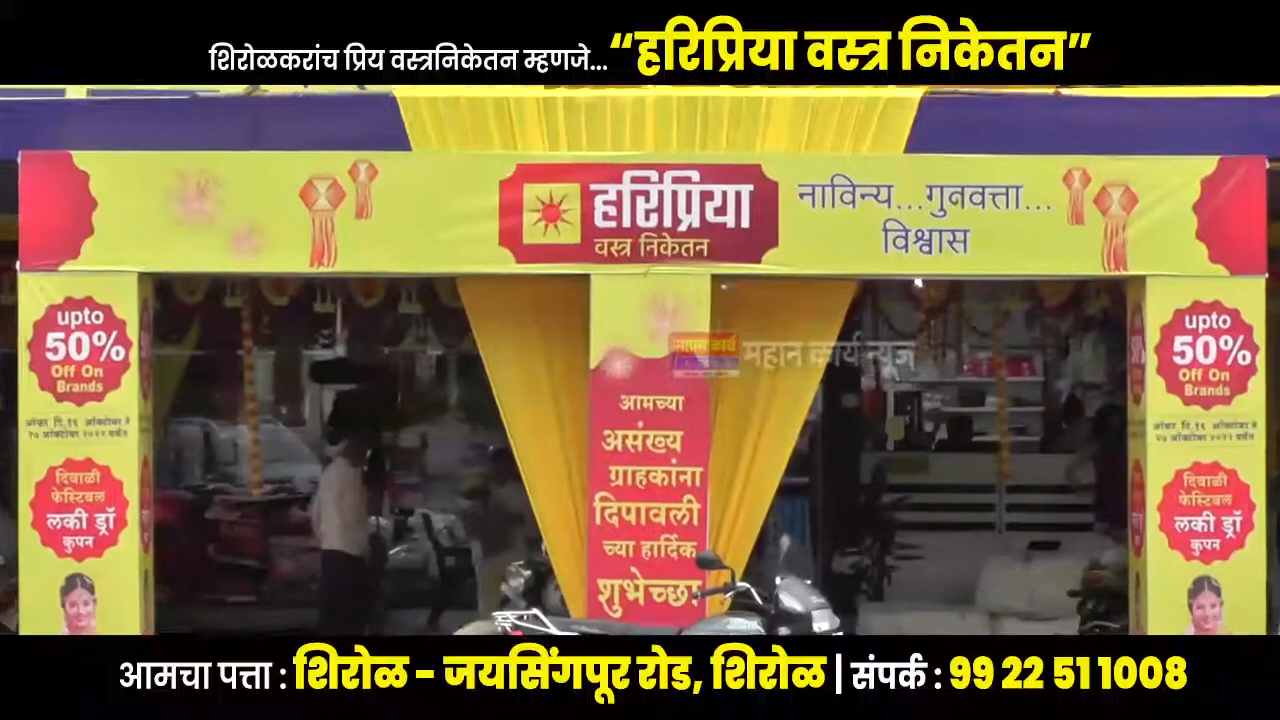 शिरोळकरांच प्रिय वस्त्रनिकेतन म्हणजे... “हरिप्रिया वस्त्र निकेतन”
हरिप्रिया
वस्त्र निकेतन
नाविन्य...गुनवत्ता...
विश्वास
upto
50%
Off On
Brands
दिवाळी
फेस्टिवल
लकी ड्रॉ
कुपन
महान कार्य न्यूज
आमच्या
असंख्य
ग्राहकांना
दिपावली
च्या हार्दिक
शुभेच्छा
upto
50%
Off On
Brands
दिवाळी
फेस्टिवल
लकी ड्रॉ
कुपन
आमचा पत्ता : शिरोळ - जयसिंगपूर रोड, शिरोळ | संपर्क : 99 22 51 1008